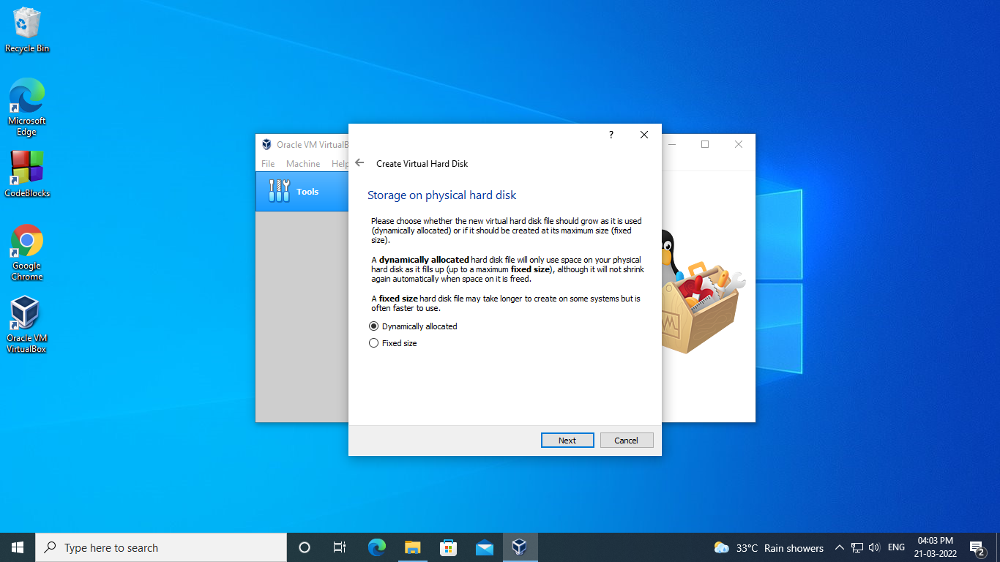 Recycle Bin
Microsoft
Edge
CodeBlocks
Google
Chrome
Oracle VM
VirtualBox
Oracle VM VirtualB
File Machine Help
Tools
?
Create Virtual Hard Disk
Storage on physical hard disk
Please choose whether the new virtual hard disk file should grow as it is used
(dynamically allocated) or if it should be created at its maximum size (fixed
size).
A dynamically allocated hard disk file will only use space on your physical
hard disk as it fills up (up to a maximum fixed size), although it will not shrink
again automatically when space on it is freed.
A fixed size hard disk file may take longer to create on some systems but is
often faster to use.
Dynamically allocated
Fixed size
Next Cancel
Type here to search
33°C Rain showers
ENG
04:03 PM
21-03-2022
2